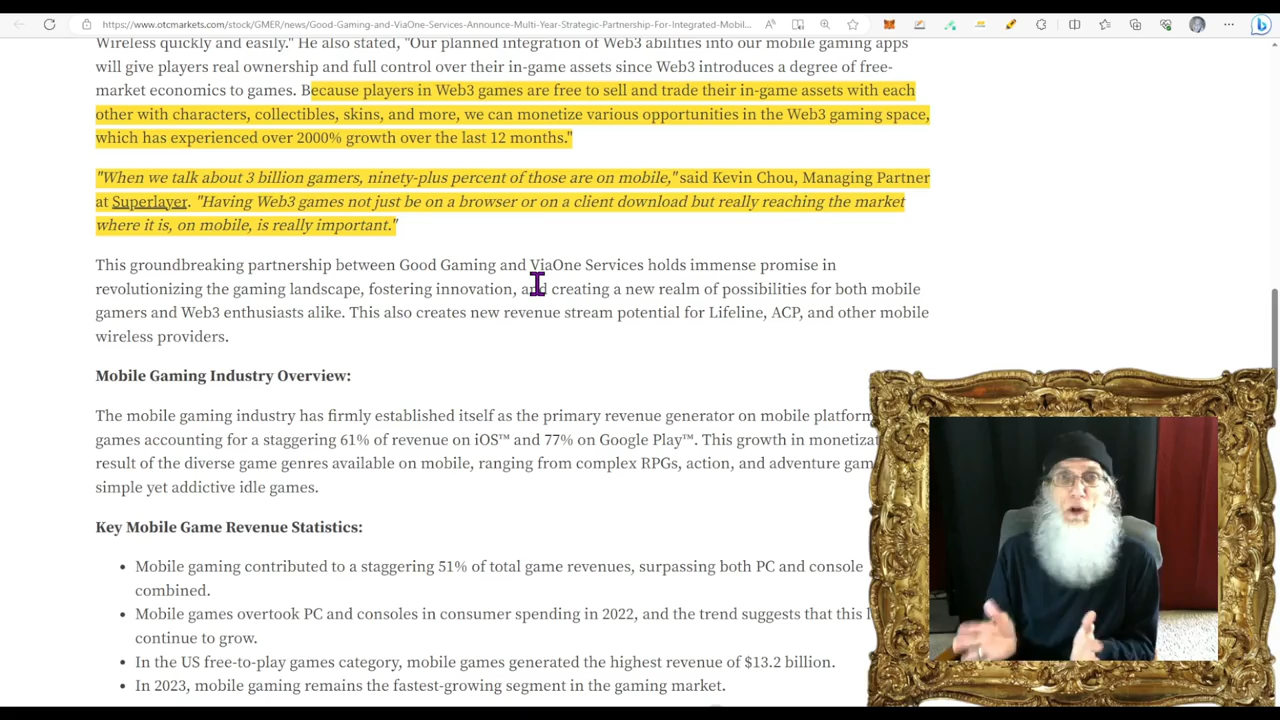 https://www.otcmarkets.com/stock/GMER/news/Good-Gaming-and-ViaOne-Services-Announce-Multi-Year-Strategic-Partnership-For-Integrated-Mobil...
Wireless quickly and easily." He also stated, "Our planned integration of Web3 abilities into our mobile gaming apps
will give players real ownership and full control over their in-game assets since Web3 introduces a degree of free-
market economics to games. Because players in Web3 games are free to sell and trade their in-game assets with each
other with characters, collectibles, skins, and more, we can monetize various opportunities in the Web3 gaming space,
which has experienced over 2000% growth over the last 12 months."
"When we talk about 3 billion gamers, ninety-plus percent of those are on mobile," said Kevin Chou, Managing Partner
at Superlayer. "Having Web3 games not just be on a browser or on a client download but really reaching the market
where it is, on mobile, is really important."
This groundbreaking partnership between Good Gaming and ViaOne Services holds immense promise in
revolutionizing the gaming landscape, fostering innovation, and creating a new realm of possibilities for both mobile
gamers and Web3 enthusiasts alike. This also creates new revenue stream potential for Lifeline, ACP, and other mobile
wireless providers.
Mobile Gaming Industry Overview:
The mobile gaming industry has firmly established itself as the primary revenue generator on mobile
games accounting for a staggering 61% of revenue on iOS™ and 77% on Google Play™. This growth in
result of the diverse game genres available on mobile, ranging from complex RPGs, action, and adventure
simple yet addictive idle games.
Key Mobile Game Revenue Statistics:
• Mobile gaming contributed to a staggering 51% of total game revenues, surpassing both PC and console
combined.
• Mobile games overtook PC and consoles in consumer spending in 2022, and the trend suggests that this
continue to grow.
• In the US free-to-play games category, mobile games generated the highest revenue of $13.2 billion.
• In 2023, mobile gaming remains the fastest-growing segment in the gaming market.